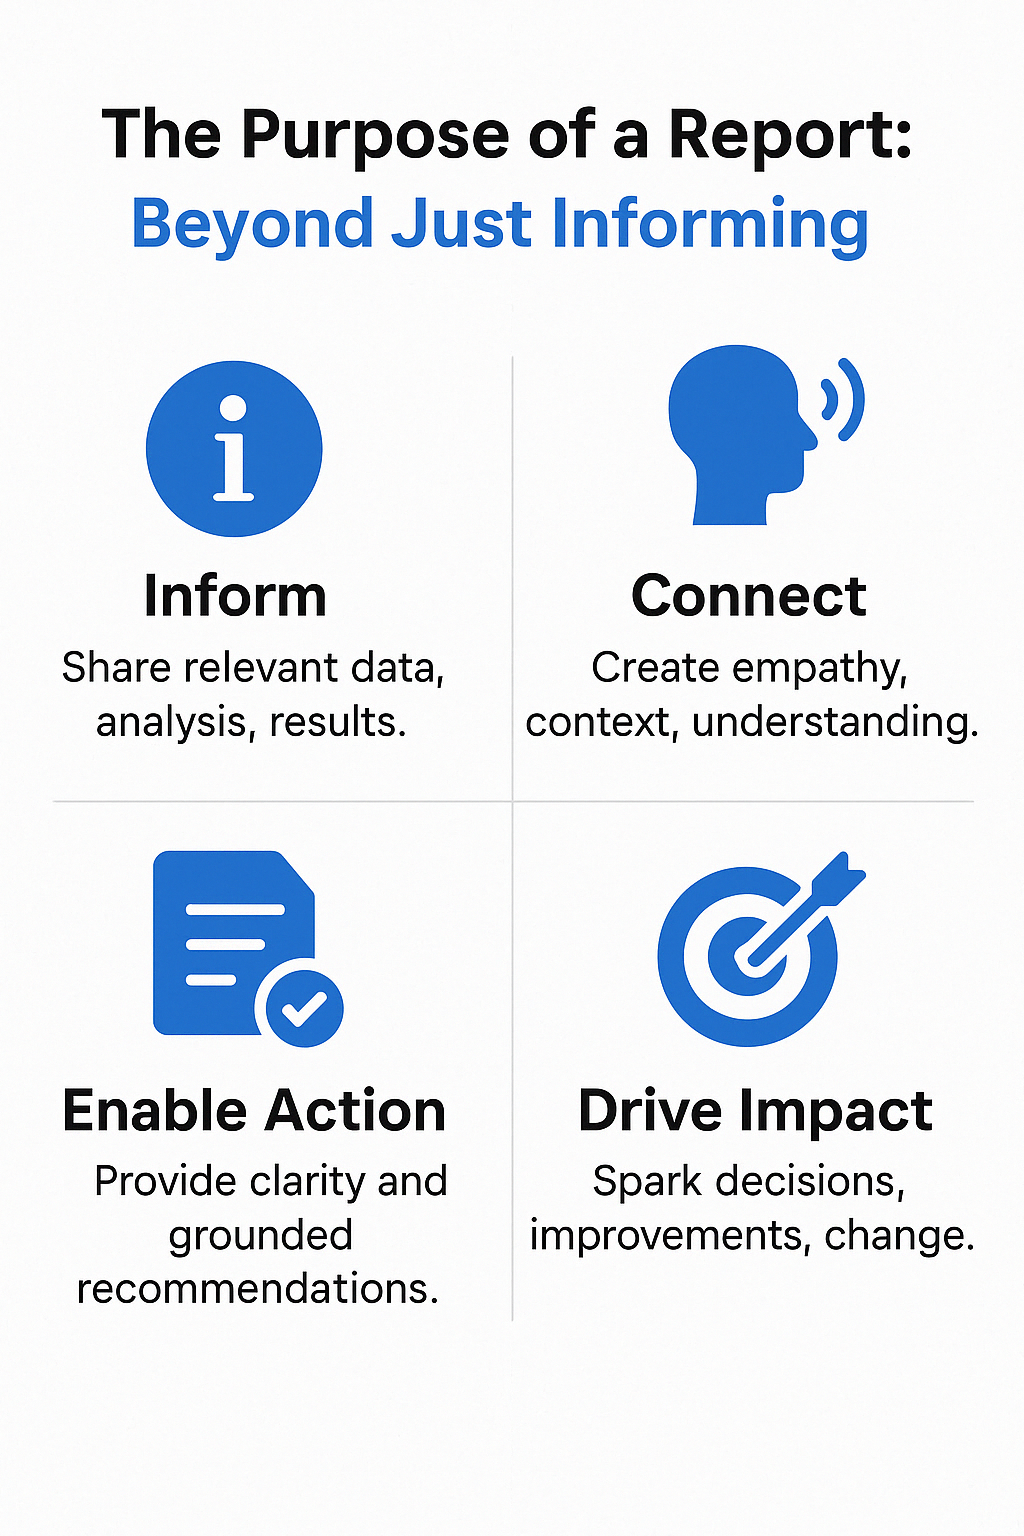 The Purpose of a Report:
Beyond Just Informing
Inform
Share relevant data,
analysis, results.
Connect
Create empathy,
context, understanding.
Enable Action
Provide clarity and
grounded
recommendations.
Drive Impact
Spark decisions,
improvements, change.